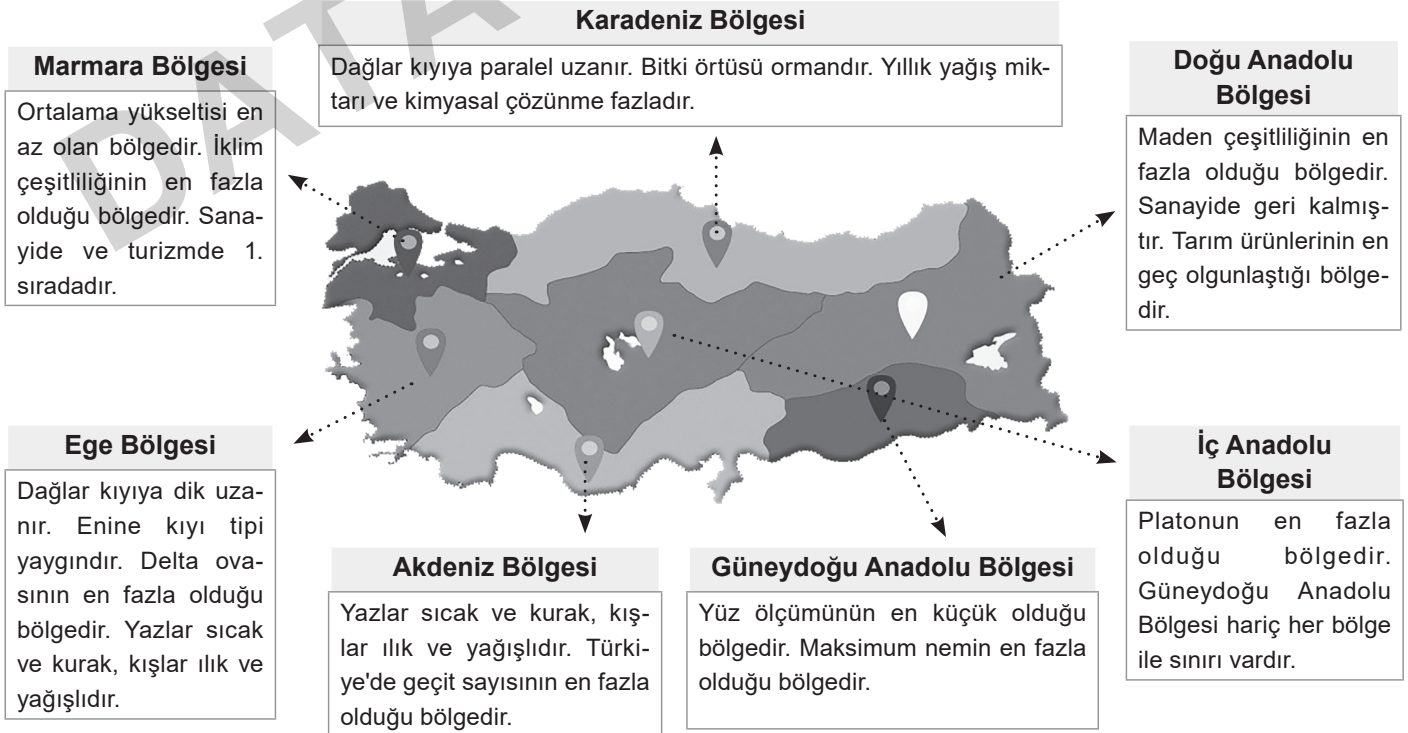 Karadeniz Bölgesi
Dağlar kıyıya paralel uzanır. Bitki örtüsü ormandır. Yıllık yağış mik-
tarı ve kimyasal çözünme fazladır.
Marmara Bölgesi
Ortalama yükseltisi en
az olan bölgedir. İklim
çeşitliliğinin en fazla
olduğu bölgedir. Sana-
yide ve turizmde 1.
sıradadır.
Doğu Anadolu
Bölgesi
Maden çeşitliliğinin en
fazla olduğu bölgedir.
Sanayide geri kalmış-
tır. Tarım ürünlerinin en
geç olgunlaştığı bölge-
dir.
Ege Bölgesi
Dağlar kıyıya dik uza-
nır. Enine kıyı tipi
yaygındır. Delta ova-
sının en fazla olduğu
bölgedir. Yazlar sıcak
ve kurak, kışlar ılık ve
yağışlıdır.
Akdeniz Bölgesi
Yazlar sıcak ve kurak, kış-
lar ılık ve yağışlıdır. Türki-
ye'de geçit sayısının en fazla
olduğu bölgedir.
Güneydoğu Anadolu Bölgesi
Yüz ölçümünün en küçük olduğu
bölgedir. Maksimum nemin en fazla
olduğu bölgedir.
İç Anadolu
Bölgesi
Platonun en fazla
olduğu bölgedir.
Güneydoğu Anadolu
Bölgesi hariç her bölge
ile sınırı vardır.
DATA